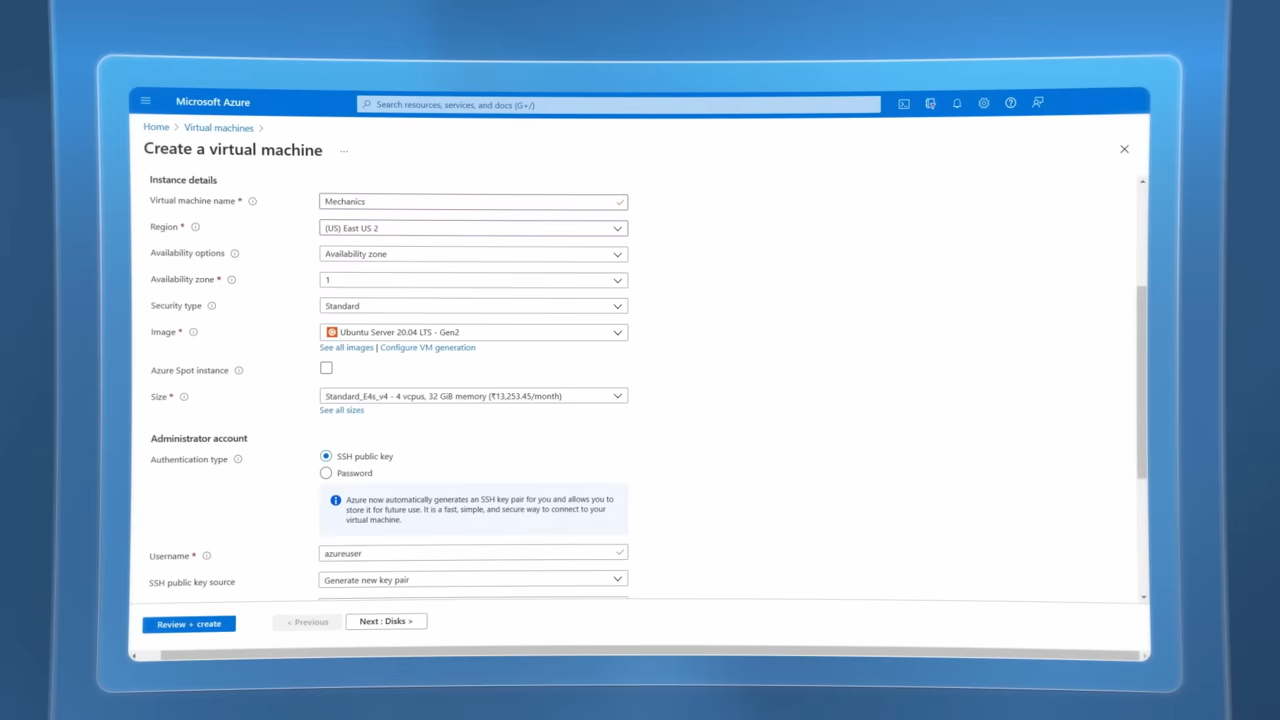 Microsoft Azure
Search resources, services, and docs (G+/)
Home > Virtual machines >
Create a virtual machine ...
Instance details
Virtual machine name * Mechanics
Region * (US) East US 2
Availability options Availability zone
Availability zone * 1
Security type Standard
Image * Ubuntu Server 20.04 LTS - Gen2
See all images | Configure VM generation
Azure Spot instance
Size * Standard_E4s_v4 - 4 vcpus, 32 GiB memory (₹13,253.45/month)
See all sizes
Administrator account
Authentication type SSH public key
Password
Azure now automatically generates an SSH key pair for you and allows you to
store it for future use. It is a fast, simple, and secure way to connect to your
virtual machine.
Username * azureuser
SSH public key source Generate new key pair
Review + create < Previous Next : Disks >